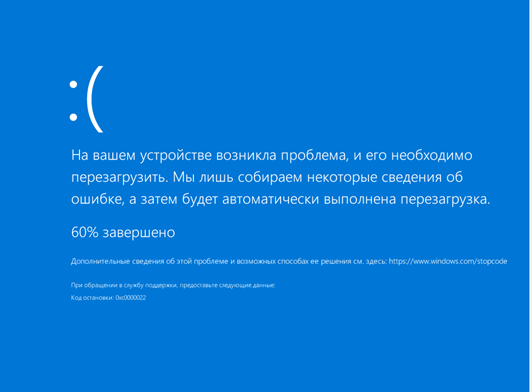 :(
На вашем устройстве возникла проблема, и его необходимо
перезагрузить. Мы лишь собираем некоторые сведения об
ошибке, а затем будет автоматически выполнена перезагрузка.
60% завершено
Дополнительные сведения об этой проблеме и возможных способах ее решения см. здесь: https://www.windows.com/stopcode
При обращении в службу поддержки, предоставьте следующие данные:
Код остановки: 0xc0000022